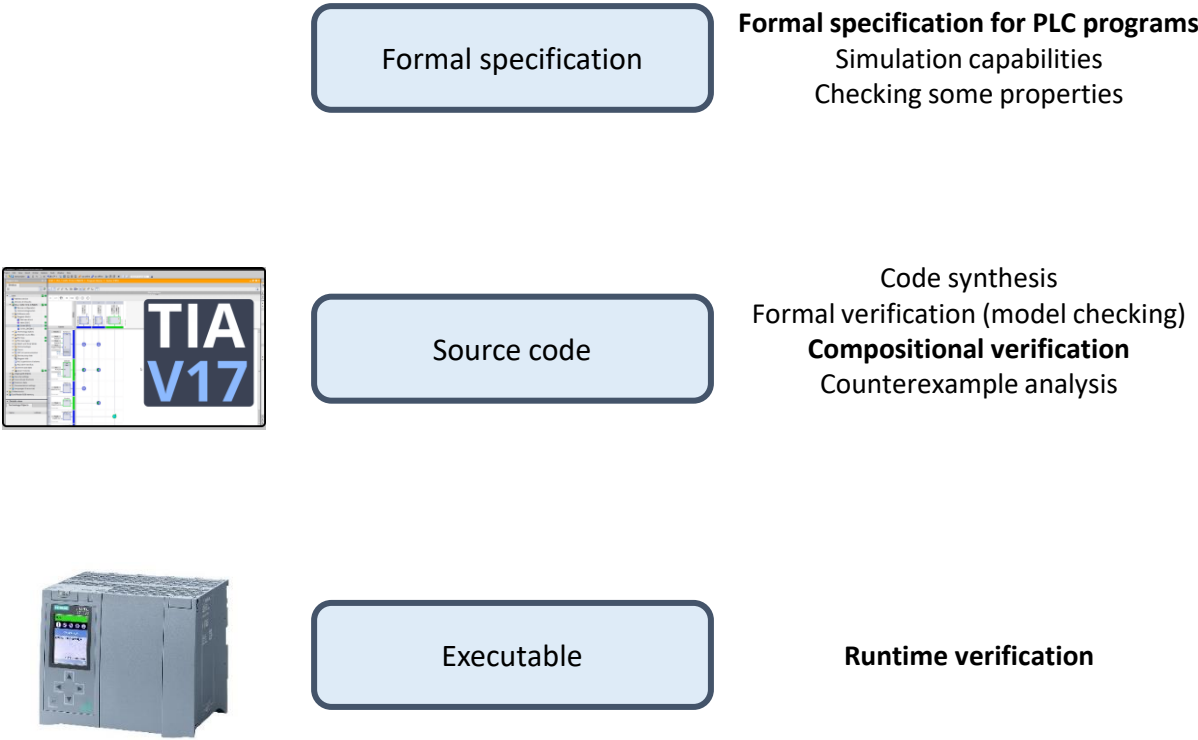 Formal specification
Formal specification for PLC programs
Simulation capabilities
Checking some properties
TIA
V17
Source code
Code synthesis
Formal verification (model checking)
Compositional verification
Counterexample analysis
SIEMENS
Executable
Runtime verification